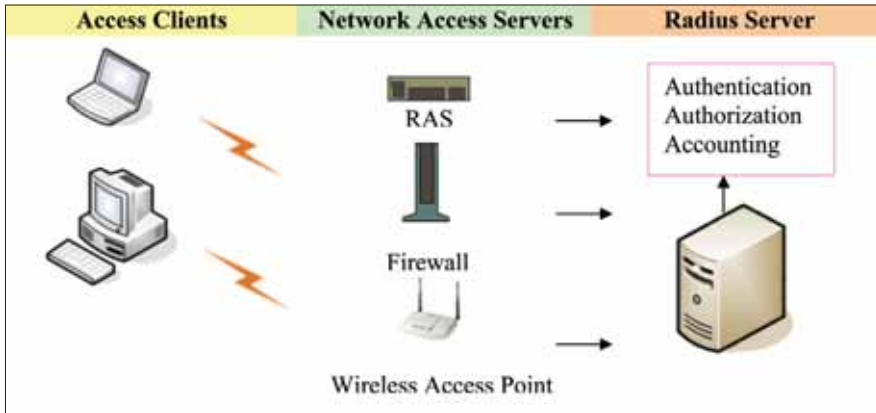 Access Clients
Network Access Servers
Radius Server
RAS
Firewall
Wireless Access Point
Authentication
Authorization
Accounting